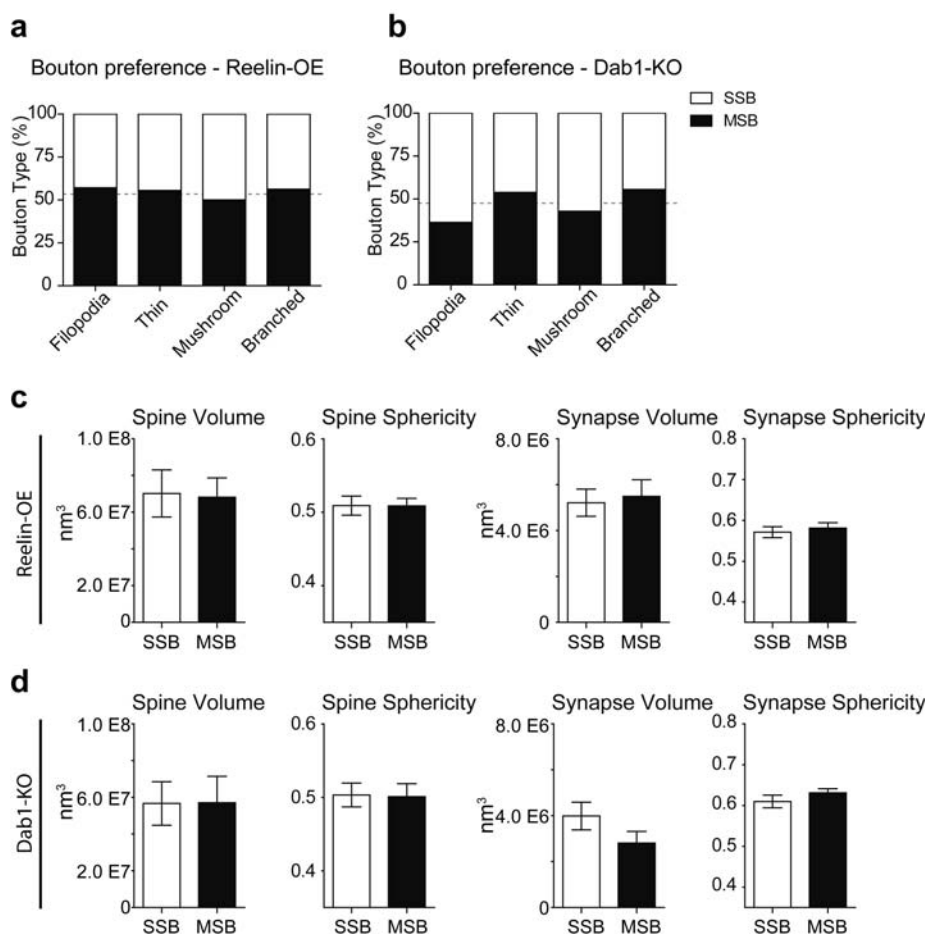 a
Bouton preference - Reelin-OE
Bouton Type (%)
100
75
50
25
0
Filopodia
Thin
Mushroom
Branched
b
Bouton preference - Dab1-KO
Bouton Type (%)
100
75
50
25
0
Filopodia
Thin
Mushroom
Branched
SSB
MSB
c
Reelin-OE
Spine Volume
nm³
1.0 E8
6.0 E7
2.0 E7
0
SSB MSB
Spine Sphericity
0.6
0.5
0.4
SSB MSB
Synapse Volume
nm³
8.0 E6
4.0 E6
0
SSB MSB
Synapse Sphericity
0.8
0.7
0.6
0.5
0.4
SSB MSB
d
Dab1-KO
Spine Volume
nm³
1.0 E8
6.0 E7
2.0 E7
0
SSB MSB
Spine Sphericity
0.6
0.5
0.4
SSB MSB
Synapse Volume
nm³
8.0 E6
4.0 E6
0
SSB MSB
Synapse Sphericity
0.8
0.7
0.6
0.5
0.4
SSB MSB